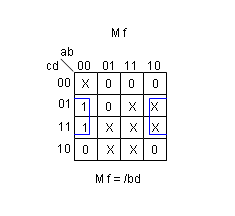 M f
ab
cd 00 01 11 10
00 X 0 0 0
01 1 0 X X
11 1 X X X
10 0 X X 0
M f = /bd